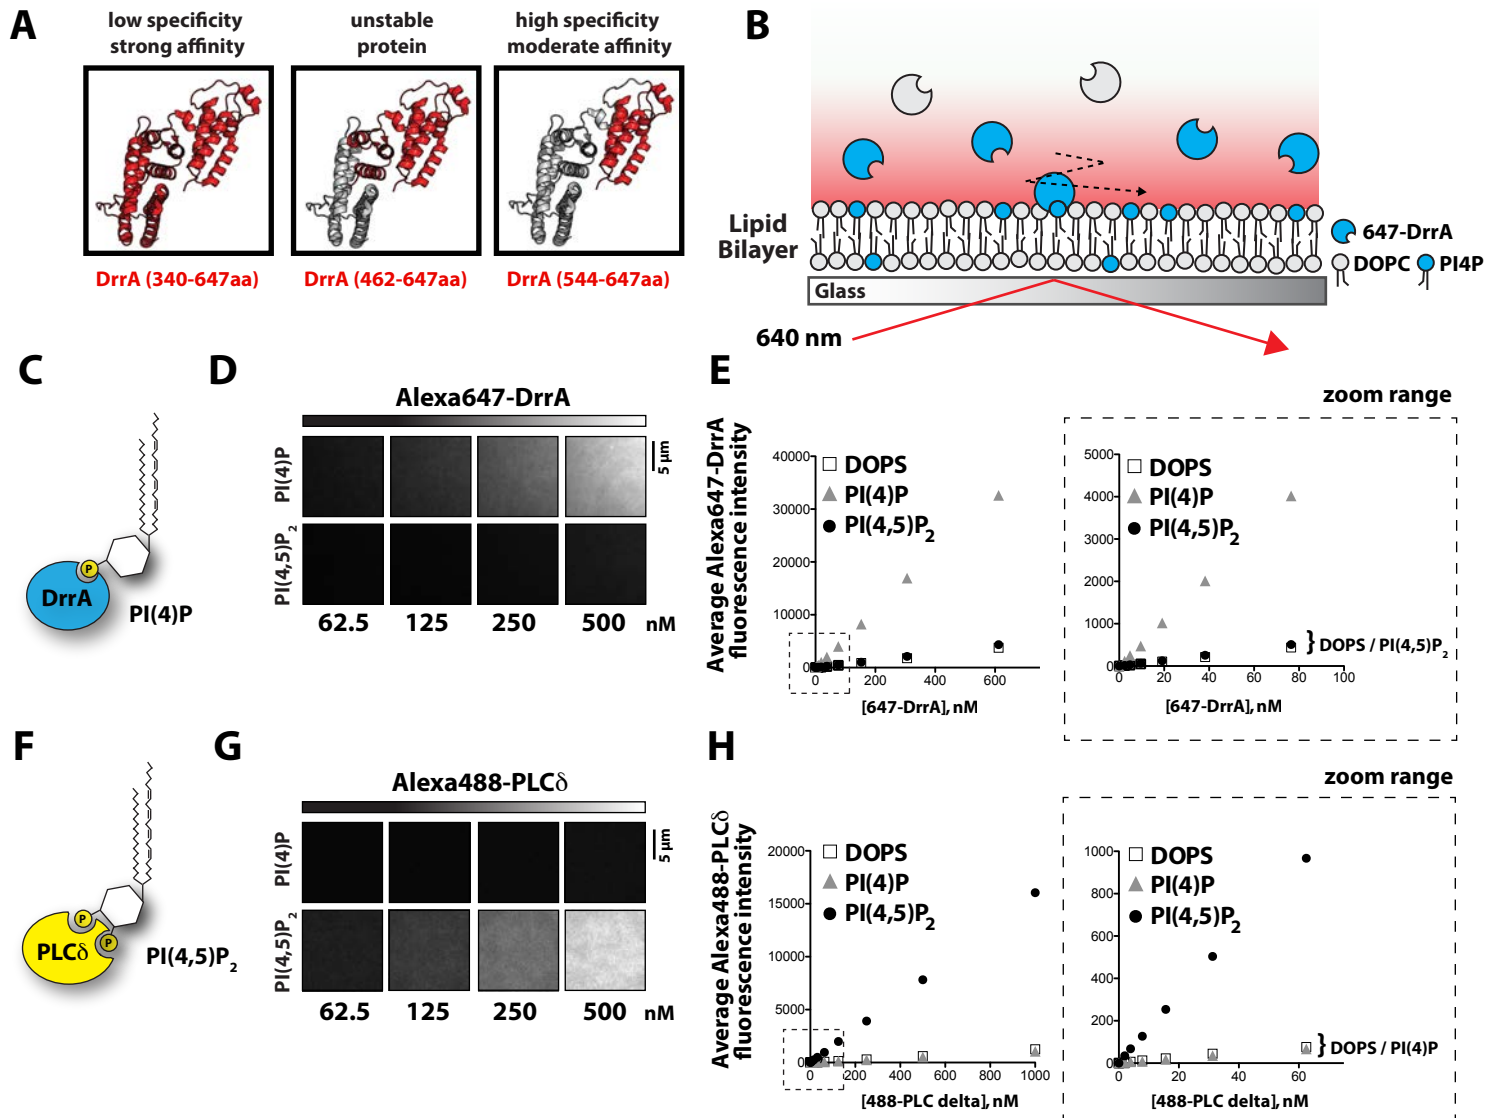 A
low specificity
strong affinity
unstable
protein
high specificity
moderate affinity
DrrA (340-647aa)
DrrA (462-647aa)
DrrA (544-647aa)
B
Lipid
Bilayer
647-DrrA
DOPC
PI4P
Glass
640 nm
C
P
DrrA
PI(4)P
D
Alexa647-DrrA
PI(4)P
PI(4,5)P2
5 µm
62.5
125
250
500
nM
E
Average Alexa647-DrrA
fluorescence intensity
40000
30000
20000
10000
0
0
200
400
600
DOPS
PI(4)P
PI(4,5)P2
[647-DrrA], nM
zoom range
5000
4000
3000
2000
1000
0
0
20
40
60
80
100
DOPS
PI(4)P
PI(4,5)P2
} DOPS / PI(4,5)P2
[647-DrrA], nM
F
P
P
PLCδ
PI(4,5)P2
G
Alexa488-PLCδ
PI(4)P
PI(4,5)P2
5 µm
62.5
125
250
500
nM
H
Average Alexa488-PLCδ
fluorescence intensity
20000
15000
10000
5000
0
0
200
400
600
800
1000
DOPS
PI(4)P
PI(4,5)P2
[488-PLC delta], nM
zoom range
1000
800
600
400
200
0
0
20
40
60
DOPS
PI(4)P
PI(4,5)P2
} DOPS / PI(4)P
[488-PLC delta], nM